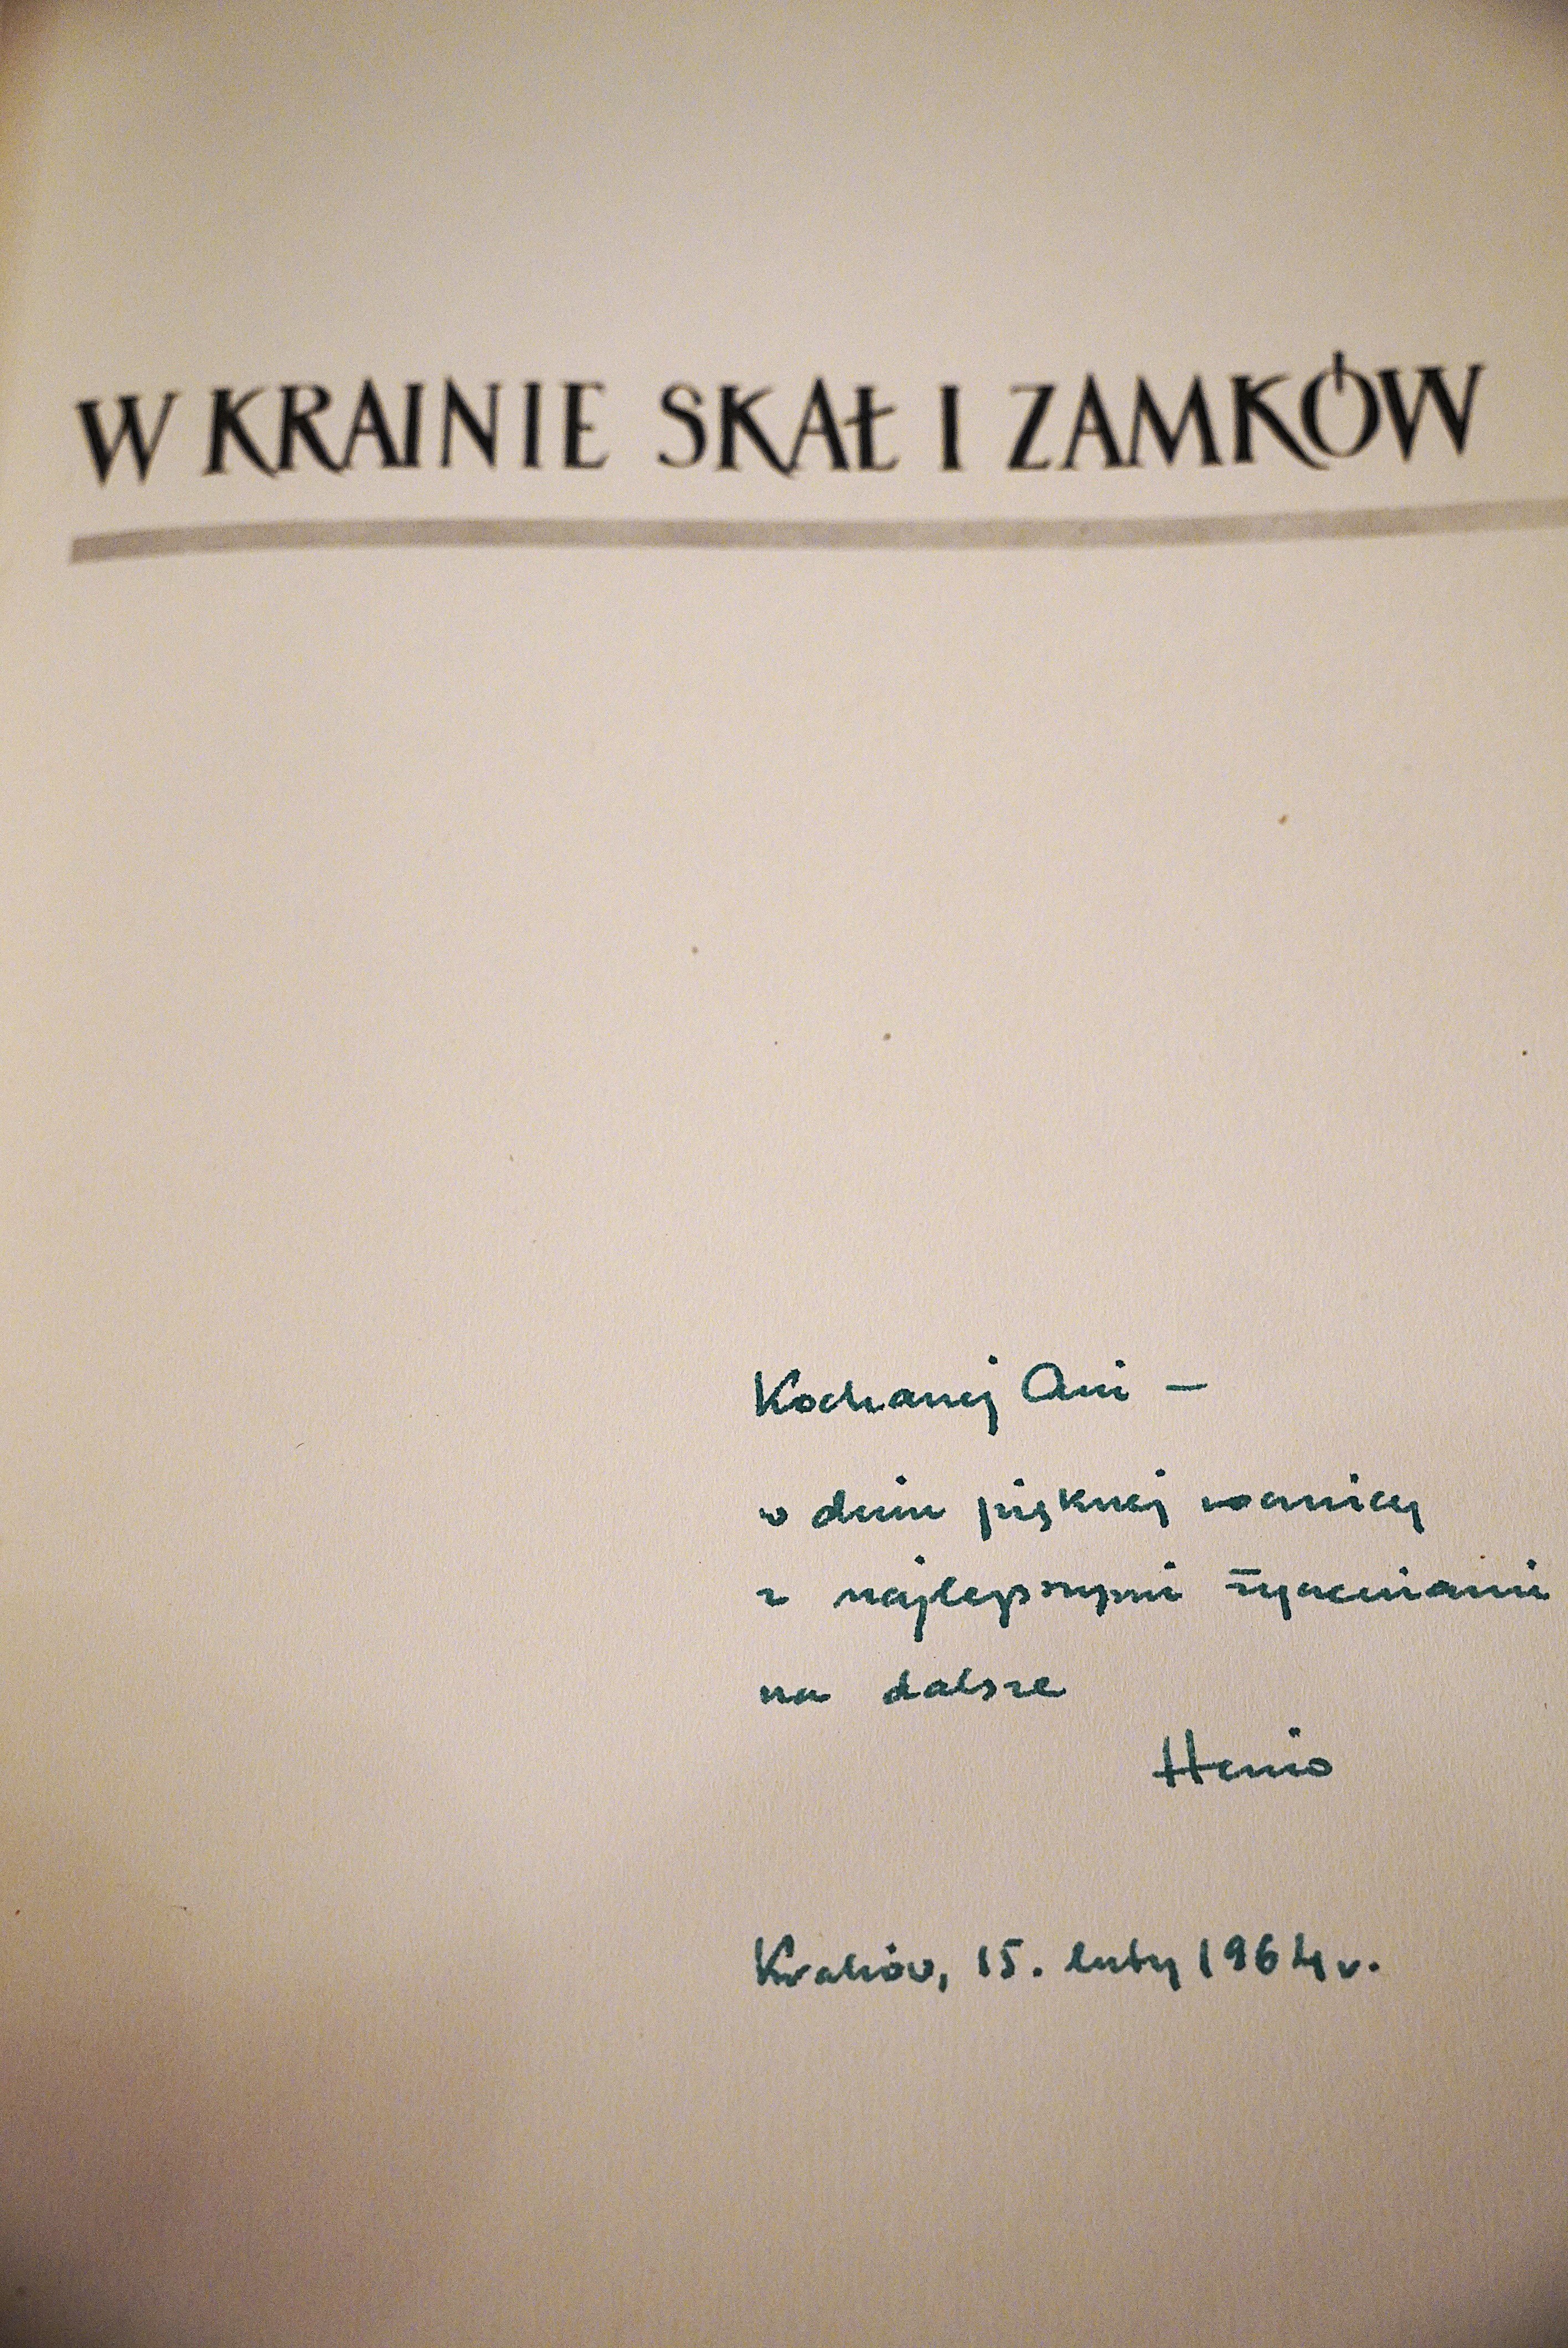 W KRAINIE SKAŁ I ZAMKÓW
Kochanej Ani —
w dniu pięknej rocznicy
z najlepszymi życzeniami
na dalsze
Henio
Kraków, 15. luty 1964 r.